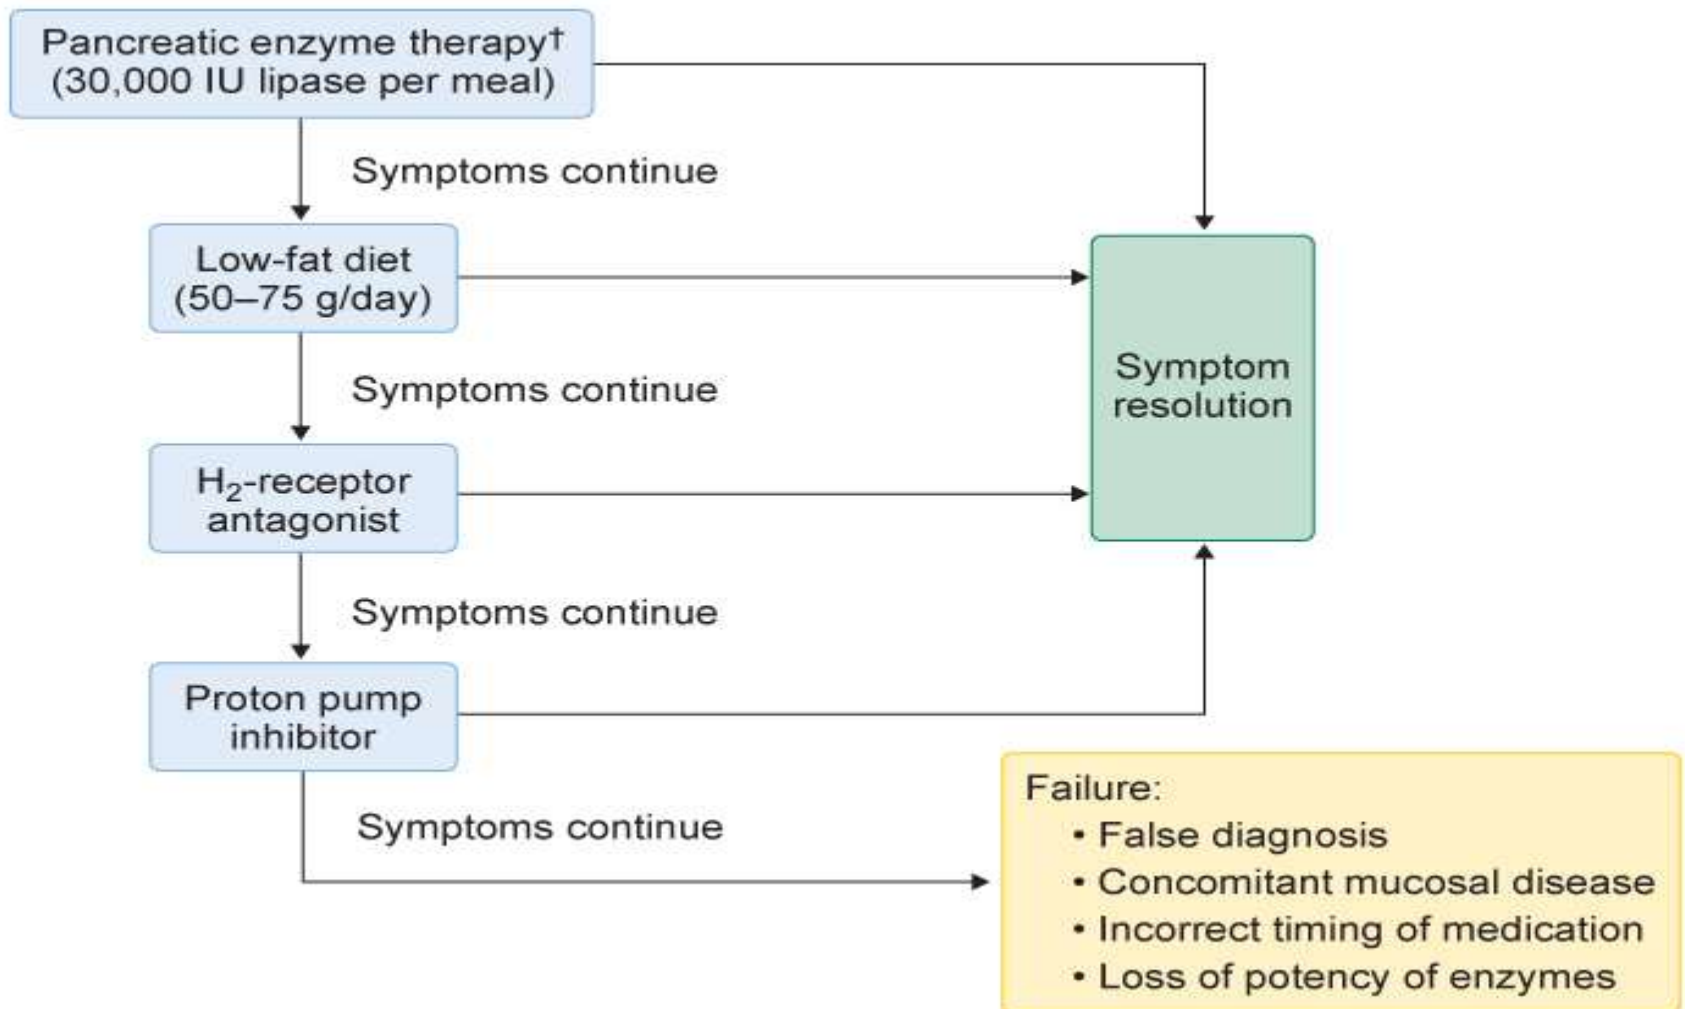 Pancreatic enzyme therapy†
(30,000 IU lipase per meal)
Symptoms continue
Low-fat diet
(50–75 g/day)
Symptoms continue
H₂-receptor
antagonist
Symptoms continue
Proton pump
inhibitor
Symptoms continue
Symptom
resolution
Failure:
• False diagnosis
• Concomitant mucosal disease
• Incorrect timing of medication
• Loss of potency of enzymes